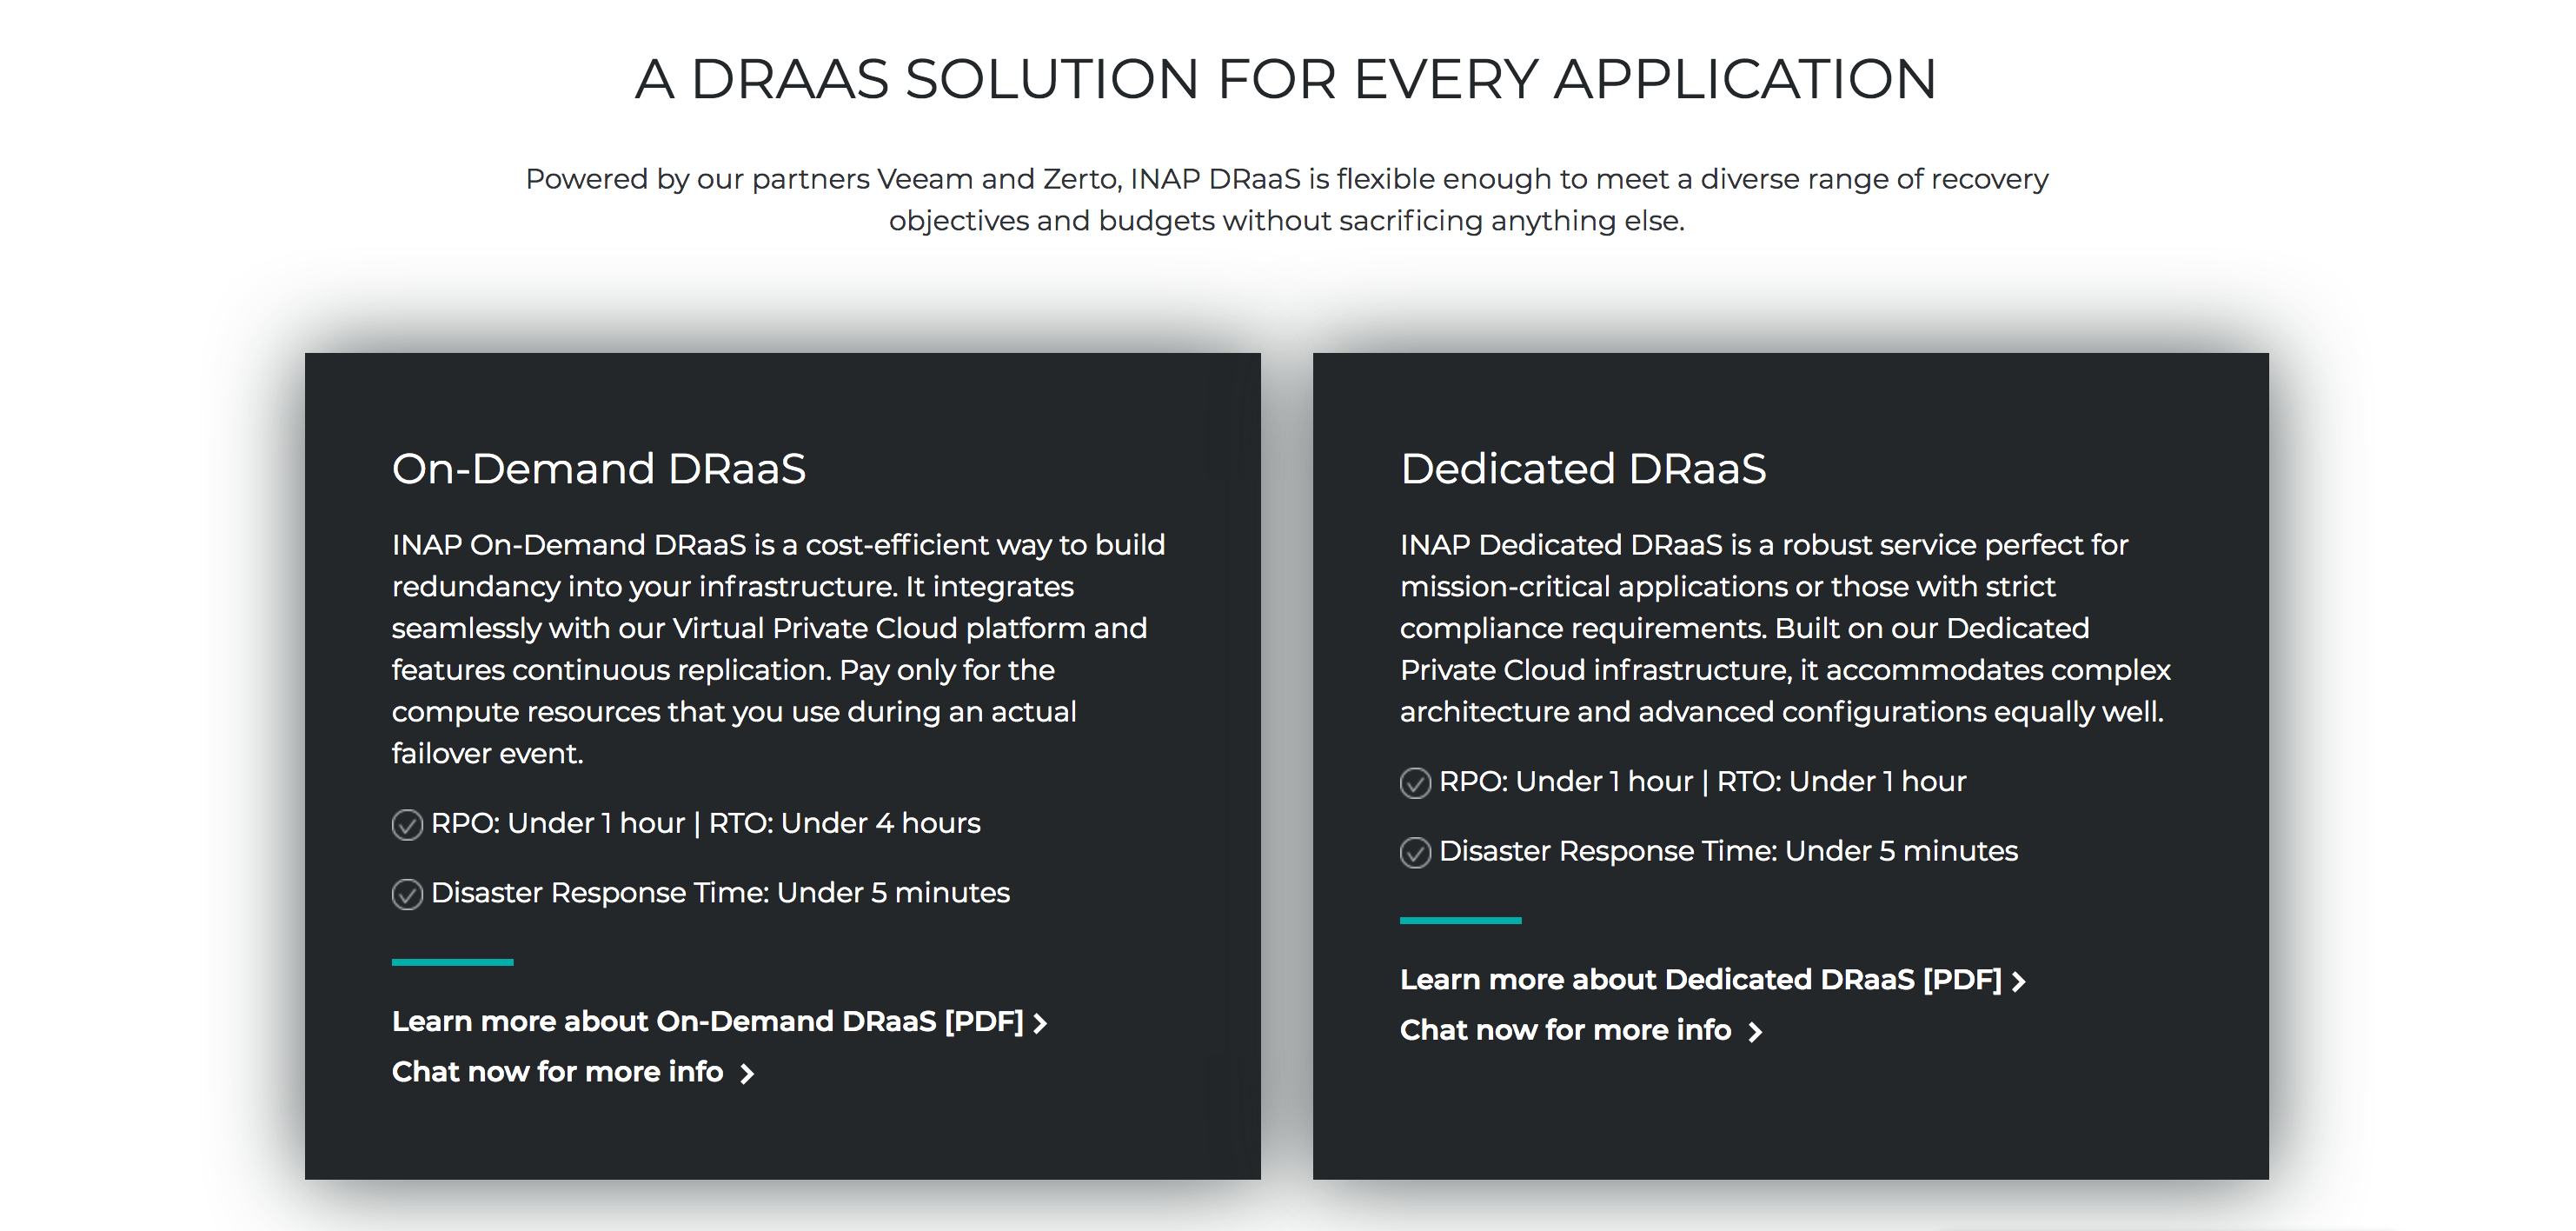 A DRAAS SOLUTION FOR EVERY APPLICATION
Powered by our partners Veeam and Zerto, INAP DRaaS is flexible enough to meet a diverse range of recovery
objectives and budgets without sacrificing anything else.
On-Demand DRaaS
INAP On-Demand DRaaS is a cost-efficient way to build
redundancy into your infrastructure. It integrates
seamlessly with our Virtual Private Cloud platform and
features continuous replication. Pay only for the
compute resources that you use during an actual
failover event.
RPO: Under 1 hour | RTO: Under 4 hours
Disaster Response Time: Under 5 minutes
Learn more about On-Demand DRaaS [PDF]
Chat now for more info
Dedicated DRaaS
INAP Dedicated DRaaS is a robust service perfect for
mission-critical applications or those with strict
compliance requirements. Built on our Dedicated
Private Cloud infrastructure, it accommodates complex
architecture and advanced configurations equally well.
RPO: Under 1 hour | RTO: Under 1 hour
Disaster Response Time: Under 5 minutes
Learn more about Dedicated DRaaS [PDF]
Chat now for more info